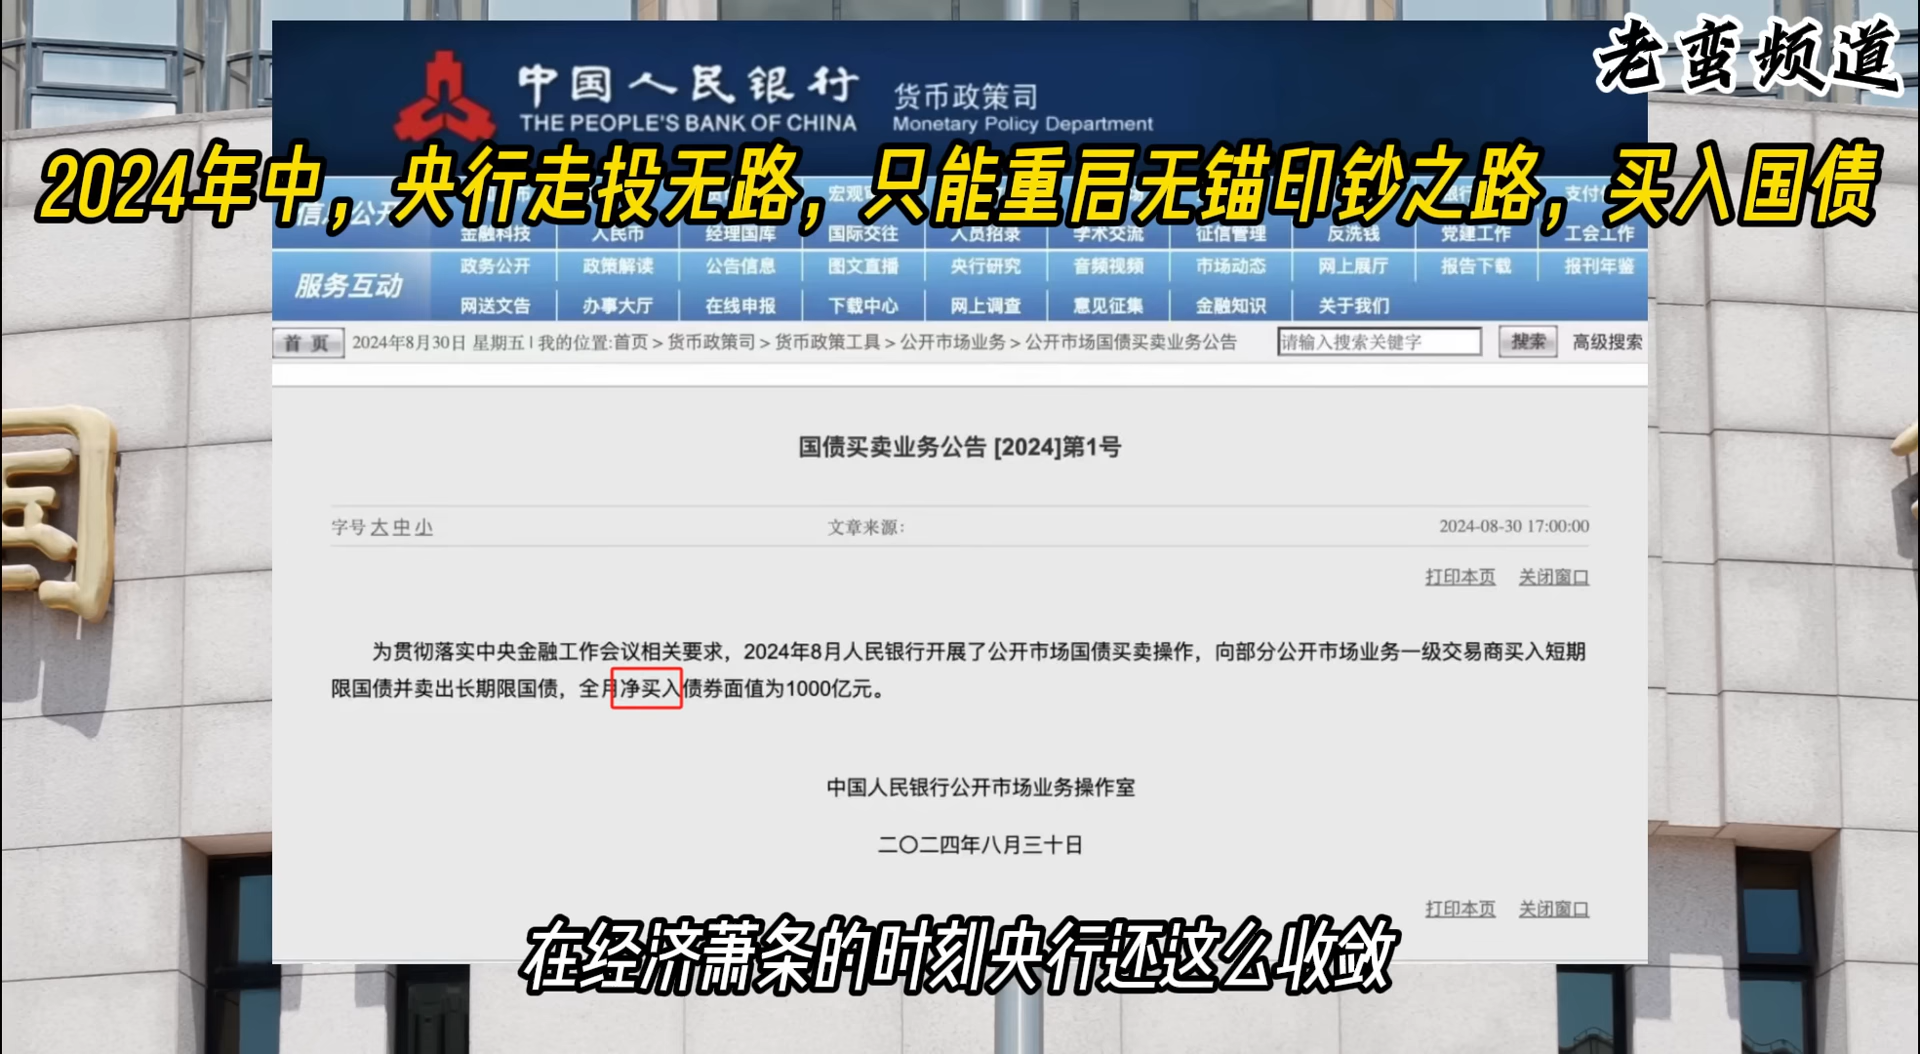 老蛮频道
中国人民银行
THE PEOPLE'S BANK OF CHINA
货币政策司
Monetary Policy Department
2024年中，央行走投无路，只能重启无锚印钞之路，买入国债
金融科技 人民币 经理国库 国际交往 人员招录 学术交流 征信管理 反洗钱 党建工作 工会工作
服务互动
政务公开 政策解读 公告信息 图文直播 央行研究 音频视频 市场动态 网上展厅 报告下载 报刊年鉴
网送文告 办事大厅 在线申报 下载中心 网上调查 意见征集 金融知识 关于我们
首 页 2024年8月30日 星期五 | 我的位置:首页 > 货币政策司 > 货币政策工具 > 公开市场业务 > 公开市场国债买卖业务公告 请输入搜索关键字 搜索 高级搜索
国债买卖业务公告 [2024]第1号
字号 大 中 小 文章来源： 2024-08-30 17:00:00
打印本页 关闭窗口
为贯彻落实中央金融工作会议相关要求，2024年8月人民银行开展了公开市场国债买卖操作，向部分公开市场业务一级交易商买入短期
限国债并卖出长期限国债，全月净买入债券面值为1000亿元。
中国人民银行公开市场业务操作室
二〇二四年八月三十日
打印本页 关闭窗口
在经济萧条的时刻央行还这么收敛